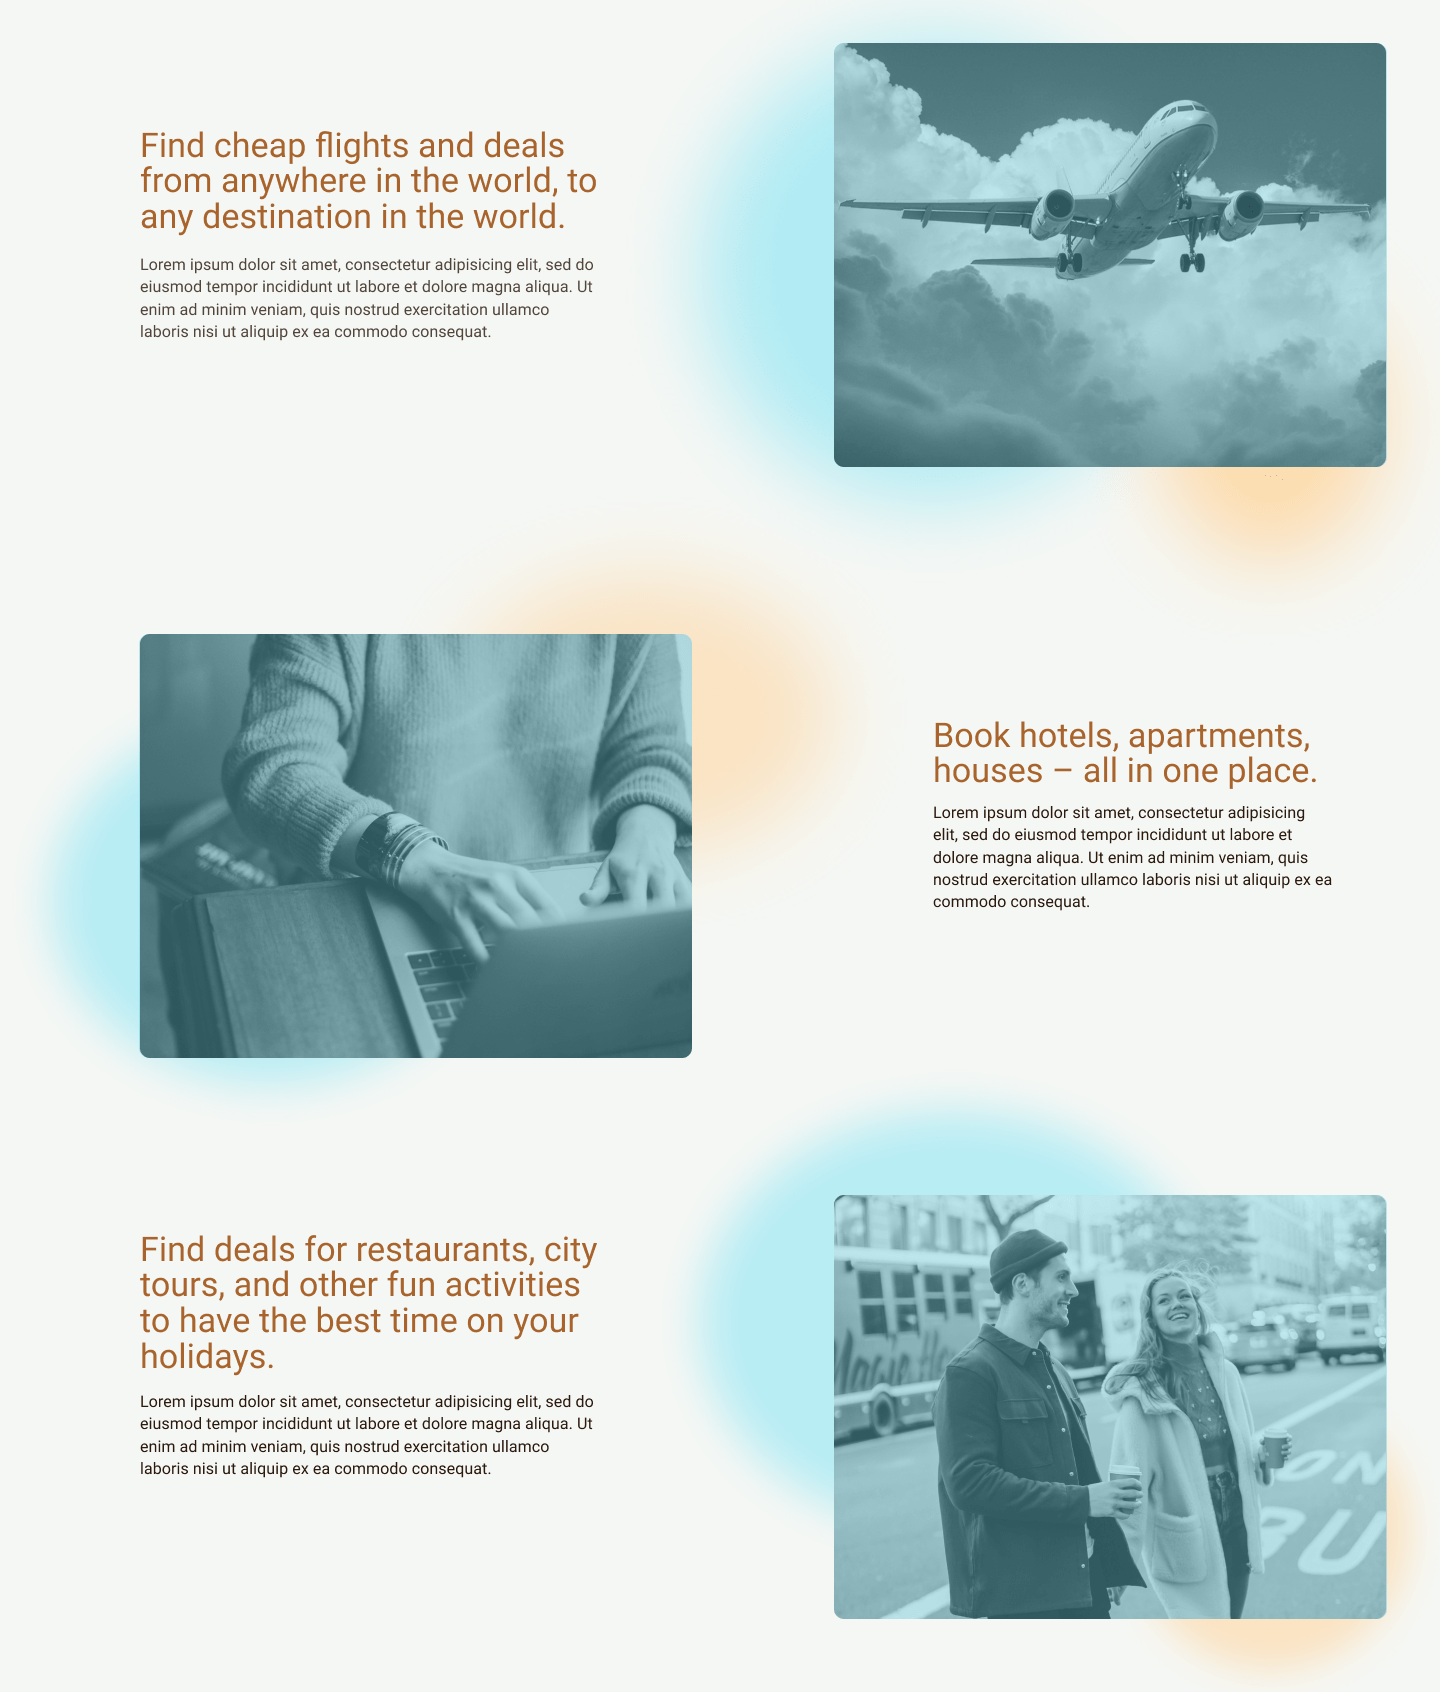 Find cheap flights and deals
from anywhere in the world, to
any destination in the world.
Lorem ipsum dolor sit amet, consectetur adipisicing elit, sed do
eiusmod tempor incididunt ut labore et dolore magna aliqua. Ut
enim ad minim veniam, quis nostrud exercitation ullamco
laboris nisi ut aliquip ex ea commodo consequat.
Book hotels, apartments,
houses – all in one place.
Lorem ipsum dolor sit amet, consectetur adipisicing
elit, sed do eiusmod tempor incididunt ut labore et
dolore magna aliqua. Ut enim ad minim veniam, quis
nostrud exercitation ullamco laboris nisi ut aliquip ex ea
commodo consequat.
Find deals for restaurants, city
tours, and other fun activities
to have the best time on your
holidays.
Lorem ipsum dolor sit amet, consectetur adipisicing elit, sed do
eiusmod tempor incididunt ut labore et dolore magna aliqua. Ut
enim ad minim veniam, quis nostrud exercitation ullamco
laboris nisi ut aliquip ex ea commodo consequat.
ON
BU